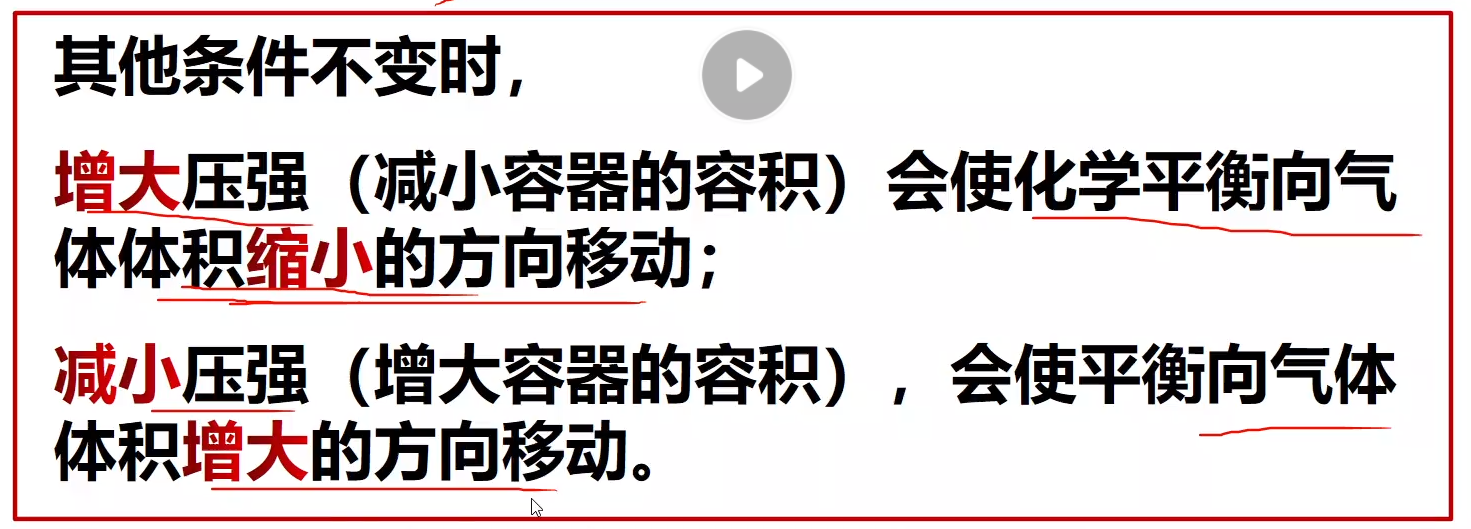 其他条件不变时，
增大压强（减小容器的容积）会使化学平衡向气
体体积缩小的方向移动；
减小压强（增大容器的容积），会使平衡向气体
体积增大的方向移动。